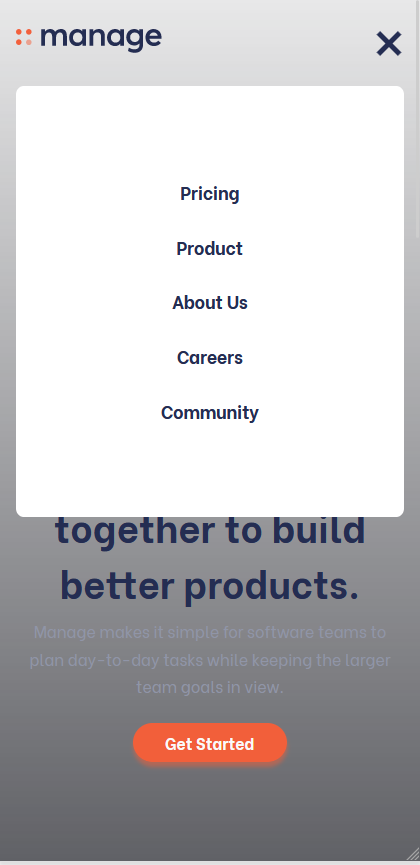 manage
Pricing
Product
About Us
Careers
Community
together to build
better products.
Manage makes it simple for software teams to
plan day-to-day tasks while keeping the larger
team goals in view.
Get Started